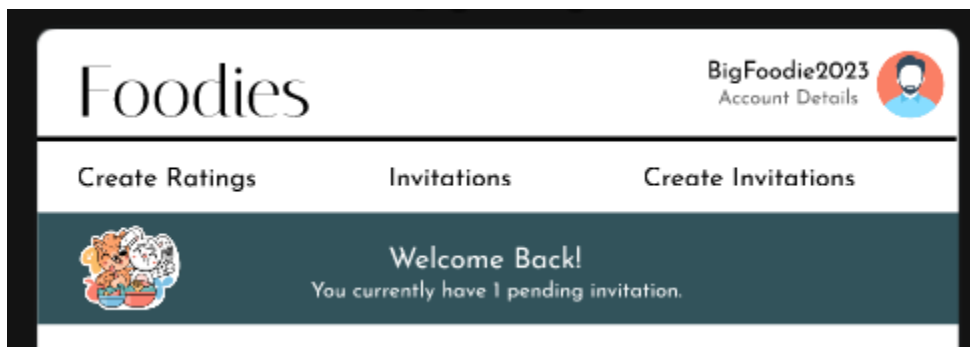 Foodies
BigFoodie2023
Account Details
Create Ratings
Invitations
Create Invitations
Welcome Back!
You currently have 1 pending invitation.